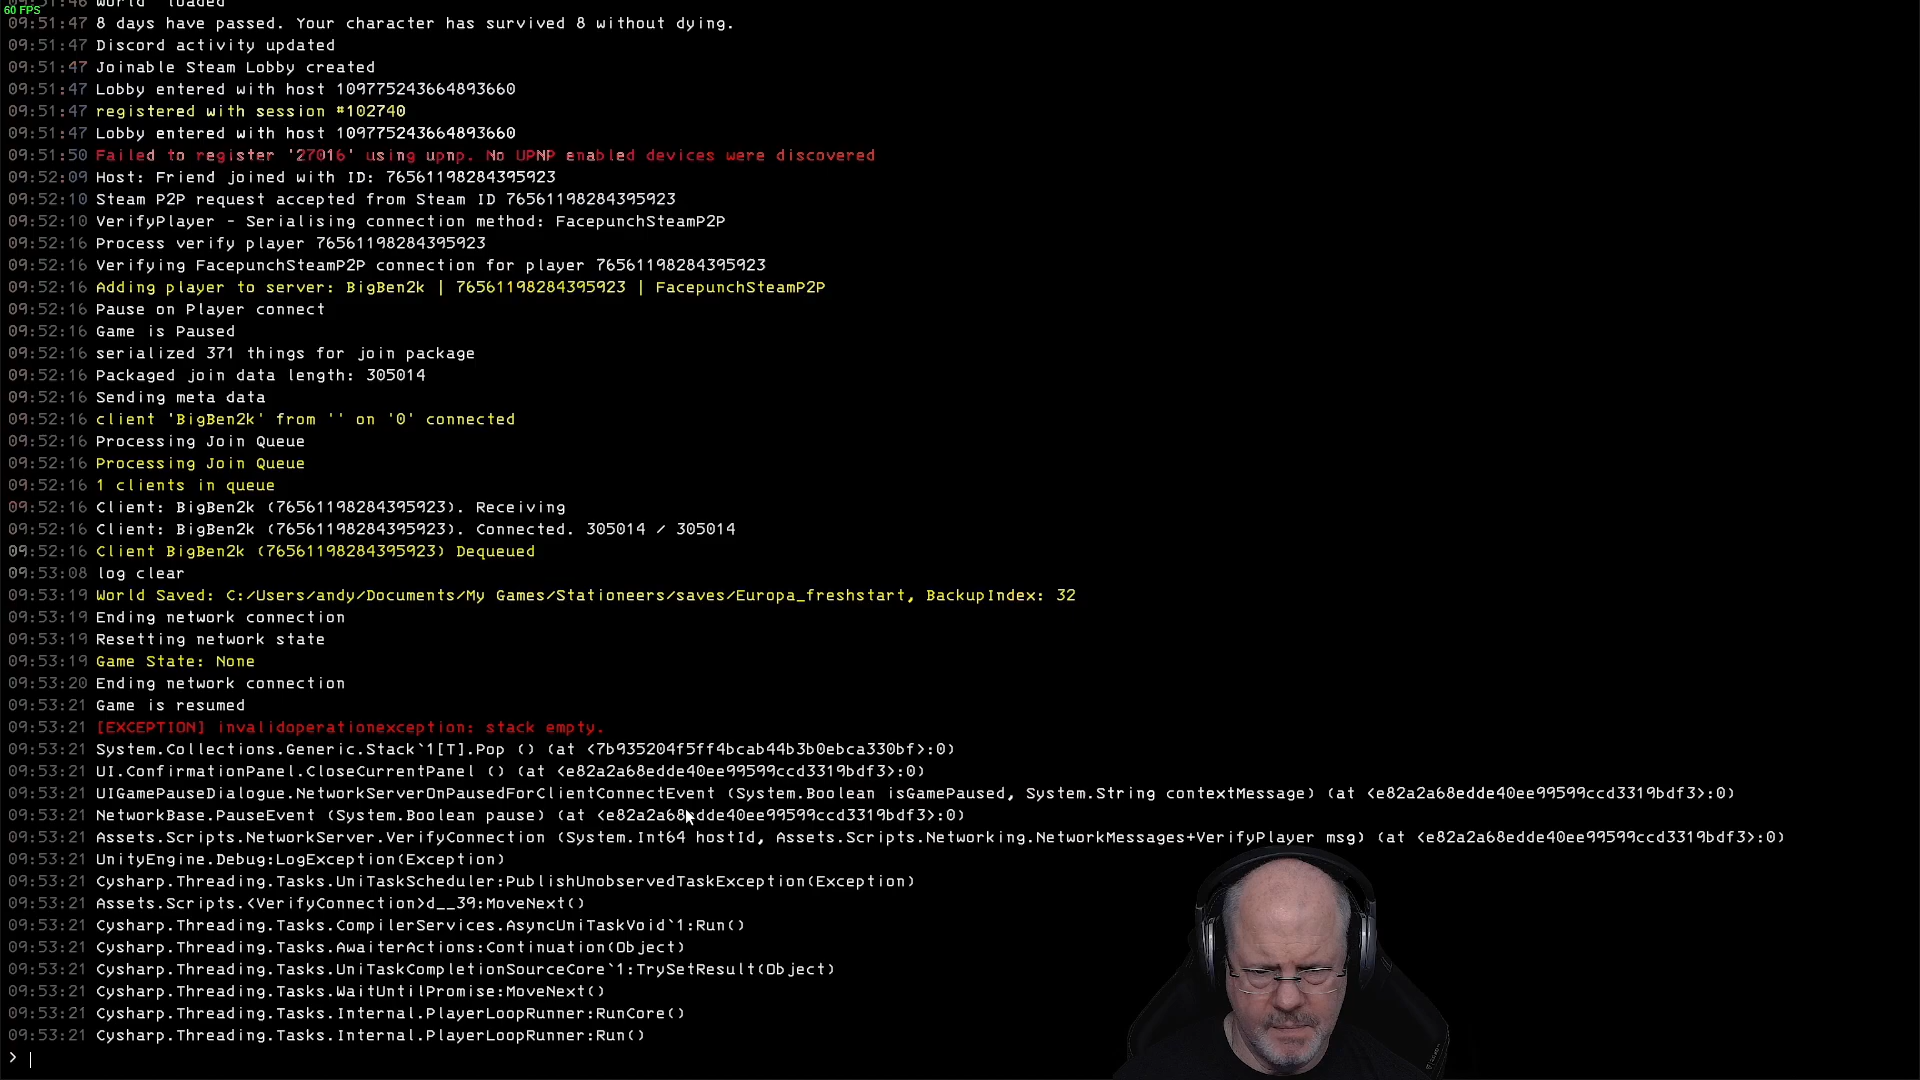 60 FPS
09:51:46 World  loaded
09:51:47 8 days have passed. Your character has survived 8 without dying.
09:51:47 Discord activity updated
09:51:47 Joinable Steam Lobby created
09:51:47 Lobby entered with host 109775243664893660
09:51:47 registered with session #102740
09:51:47 Lobby entered with host 109775243664893660
09:51:50 Failed to register '27016' using upnp. No UPNP enabled devices were discovered
09:52:09 Host: Friend joined with ID: 76561198284395923
09:52:10 Steam P2P request accepted from Steam ID 76561198284395923
09:52:10 VerifyPlayer - Serialising connection method: FacepunchSteamP2P
09:52:16 Process verify player 76561198284395923
09:52:16 Verifying FacepunchSteamP2P connection for player 76561198284395923
09:52:16 Adding player to server: BigBen2k | 76561198284395923 | FacepunchSteamP2P
09:52:16 Pause on Player connect
09:52:16 Game is Paused
09:52:16 serialized 371 things for join package
09:52:16 Packaged join data length: 305014
09:52:16 Sending meta data
09:52:16 client 'BigBen2k' from '' on '0' connected
09:52:16 Processing Join Queue
09:52:16 Processing Join Queue
09:52:16 1 clients in queue
09:52:16 Client: BigBen2k (76561198284395923). Receiving
09:52:16 Client: BigBen2k (76561198284395923). Connected. 305014 / 305014
09:52:16 Client BigBen2k (76561198284395923) Dequeued
09:53:08 log clear
09:53:19 World Saved: C:/Users/andy/Documents/My Games/Stationeers/saves/Europa_freshstart, BackupIndex: 32
09:53:19 Ending network connection
09:53:19 Resetting network state
09:53:19 Game State: None
09:53:20 Ending network connection
09:53:21 Game is resumed
09:53:21 [EXCEPTION] invalidoperationexception: stack empty.
09:53:21 System.Collections.Generic.Stack`1[T].Pop () (at <7b935204f5ff4bcab44b3b0ebca330bf>:0)
09:53:21 UI.ConfirmationPanel.CloseCurrentPanel () (at <e82a2a68edde40ee99599ccd3319bdf3>:0)
09:53:21 UIGamePauseDialogue.NetworkServerOnPausedForClientConnectEvent (System.Boolean isGamePaused, System.String contextMessage) (at <e82a2a68edde40ee99599ccd3319bdf3>:0)
09:53:21 NetworkBase.PauseEvent (System.Boolean pause) (at <e82a2a68edde40ee99599ccd3319bdf3>:0)
09:53:21 Assets.Scripts.NetworkServer.VerifyConnection (System.Int64 hostId, Assets.Scripts.Networking.NetworkMessages+VerifyPlayer msg) (at <e82a2a68edde40ee99599ccd3319bdf3>:0)
09:53:21 UnityEngine.Debug:LogException(Exception)
09:53:21 Cysharp.Threading.Tasks.UniTaskScheduler:PublishUnobservedTaskException(Exception)
09:53:21 Assets.Scripts.<VerifyConnection>d__39:MoveNext()
09:53:21 Cysharp.Threading.Tasks.CompilerServices.AsyncUniTaskVoid`1:Run()
09:53:21 Cysharp.Threading.Tasks.AwaiterActions:Continuation(Object)
09:53:21 Cysharp.Threading.Tasks.UniTaskCompletionSourceCore`1:TrySetResult(Object)
09:53:21 Cysharp.Threading.Tasks.WaitUntilPromise:MoveNext()
09:53:21 Cysharp.Threading.Tasks.Internal.PlayerLoopRunner:RunCore()
09:53:21 Cysharp.Threading.Tasks.Internal.PlayerLoopRunner:Run()
>